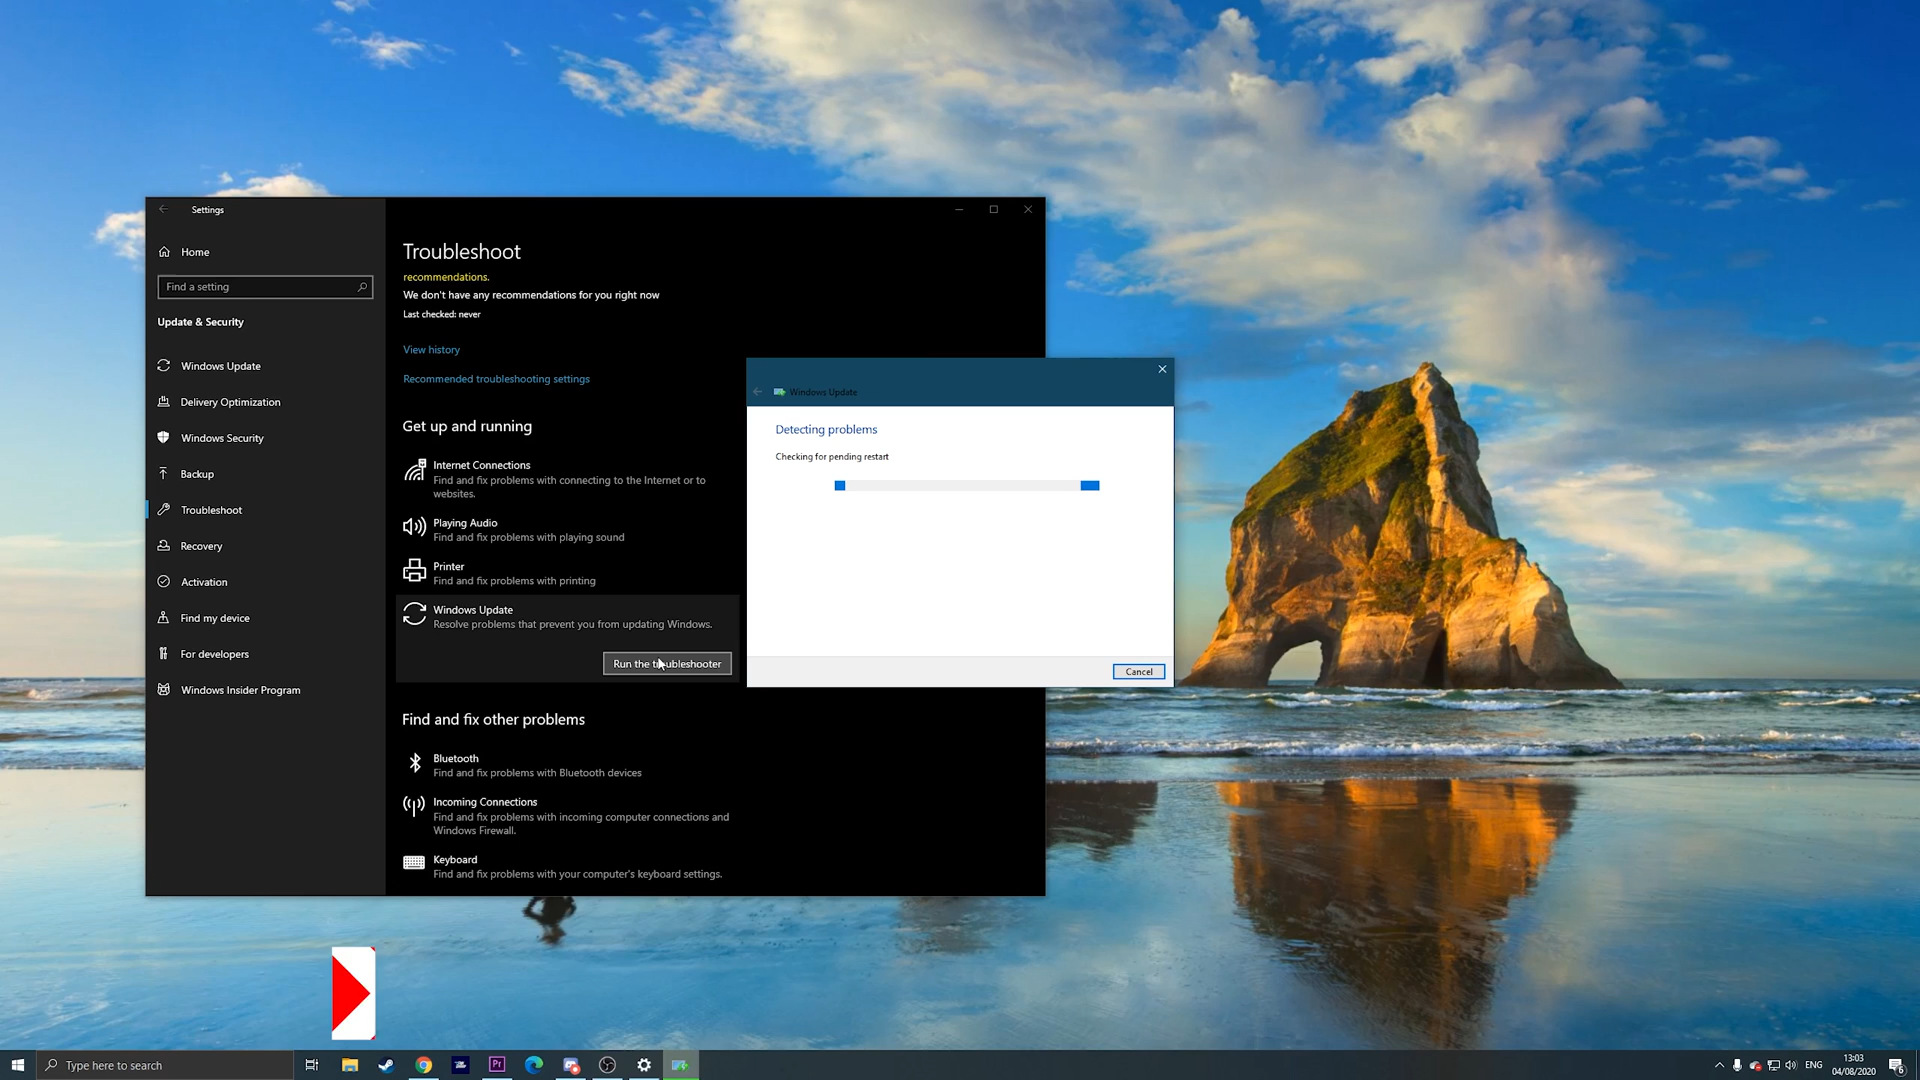 Settings
Home
Find a setting
Update & Security
Windows Update
Delivery Optimization
Windows Security
Backup
Troubleshoot
Recovery
Activation
Find my device
For developers
Windows Insider Program
Troubleshoot
recommendations.
We don't have any recommendations for you right now
Last checked: never
View history
Recommended troubleshooting settings
Get up and running
Internet Connections
Find and fix problems with connecting to the Internet or to
websites.
Playing Audio
Find and fix problems with playing sound
Printer
Find and fix problems with printing
Windows Update
Resolve problems that prevent you from updating Windows.
Run the troubleshooter
Find and fix other problems
Bluetooth
Find and fix problems with Bluetooth devices
Incoming Connections
Find and fix problems with incoming computer connections and
Windows Firewall.
Keyboard
Find and fix problems with your computer's keyboard settings.
Windows Update
Detecting problems
Checking for pending restart
Cancel
Type here to search
Pr
ENG
13:03
04/08/2020
6